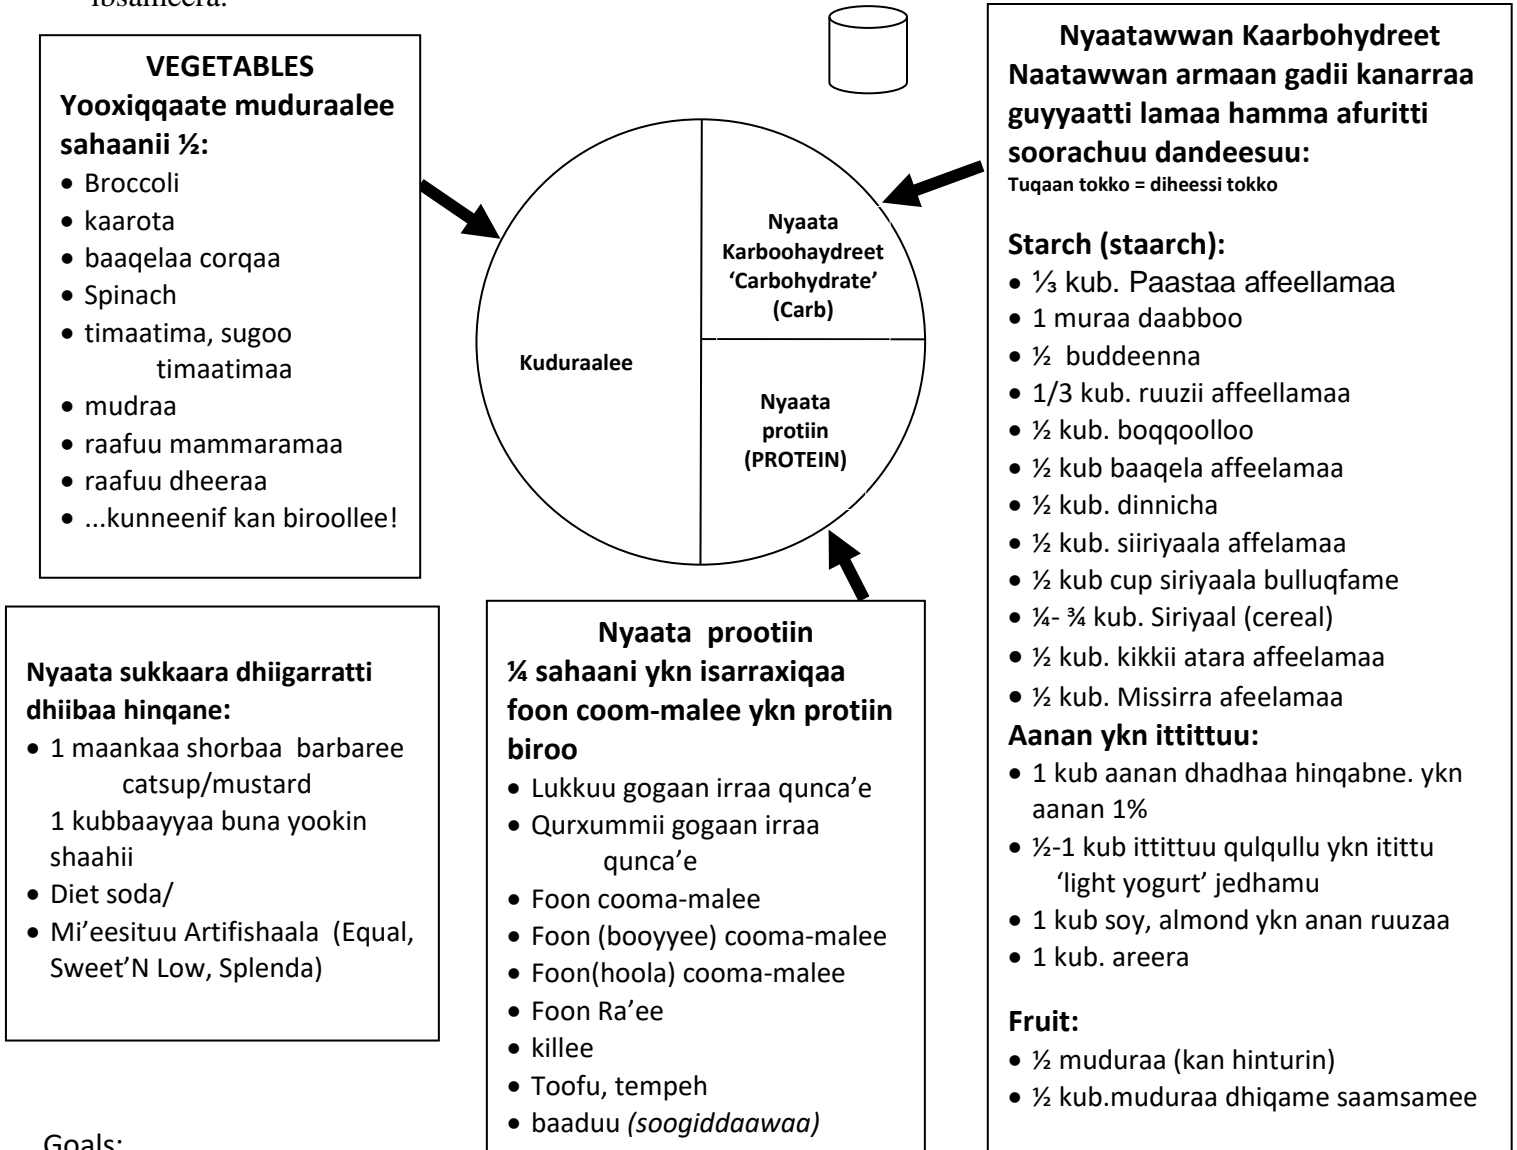 ibsameera.
VEGETABLES
Yooxiqqaate muduraalee
sahaanii ½:
• Broccoli
• kaarota
• baaqelaa corqaa
• Spinach
• timaatima, sugoo
timaatimaa
• mudraa
• raafuu mammaramaa
• raafuu dheeraa
• ...kunneenif kan biroollee!
Nyaata sukkaara dhiigarratti
dhiibaa hinqane:
• 1 maankaa shorbaa barbaree
catsup/mustard
1 kubbaayyaa buna yookin
shaahii
• Diet soda/
• Mi’eesituu Artifishaala (Equal,
Sweet’N Low, Splenda)
Goals:
Kuduraalee
Nyaata
Karboohaydreet
‘Carbohydrate’
(Carb)
Nyaata
protiin
(PROTEIN)
Nyaata prootiin
¼ sahaani ykn isarraxiqaa
foon coom-malee ykn protiin
biroo
• Lukkuu gogaan irraa qunca’e
• Qurxummii gogaan irraa
qunca’e
• Foon cooma-malee
• Foon (booyyee) cooma-malee
• Foon(hoola) cooma-malee
• Foon Ra’ee
• killee
• Toofu, tempeh
• baaduu (soogiddaawaa)
Nyaatawwan Kaarbohydreet
Naatawwan armaan gadii kanarraa
guyyaatti lamaa hamma afuritti
soorachuu dandeesuu:
Tuqaan tokko = diheessi tokko
Starch (staarch):
• ⅓ kub. Paastaa affeellamaa
• 1 muraa daabboo
• ½ buddeenna
• 1/3 kub. ruuzii affeellamaa
• ½ kub. boqqoolloo
• ½ kub baaqela affeelamaa
• ½ kub. dinnicha
• ½ kub. siiriyaala affelamaa
• ½ kub cup siriyaala bulluqfame
• ¼- ¾ kub. Siriyaal (cereal)
• ½ kub. kikkii atara affeelamaa
• ½ kub. Missirra afeelamaa
Aanan ykn ittittuu:
• 1 kub aanan dhadhaa hinqabne. ykn
aanan 1%
• ½-1 kub ittittuu qulqullu ykn itittu
‘light yogurt’ jedhamu
• 1 kub soy, almond ykn anan ruuzaa
• 1 kub. areera
Fruit:
• ½ muduraa (kan hinturin)
• ½ kub.muduraa dhiqame saamsamee